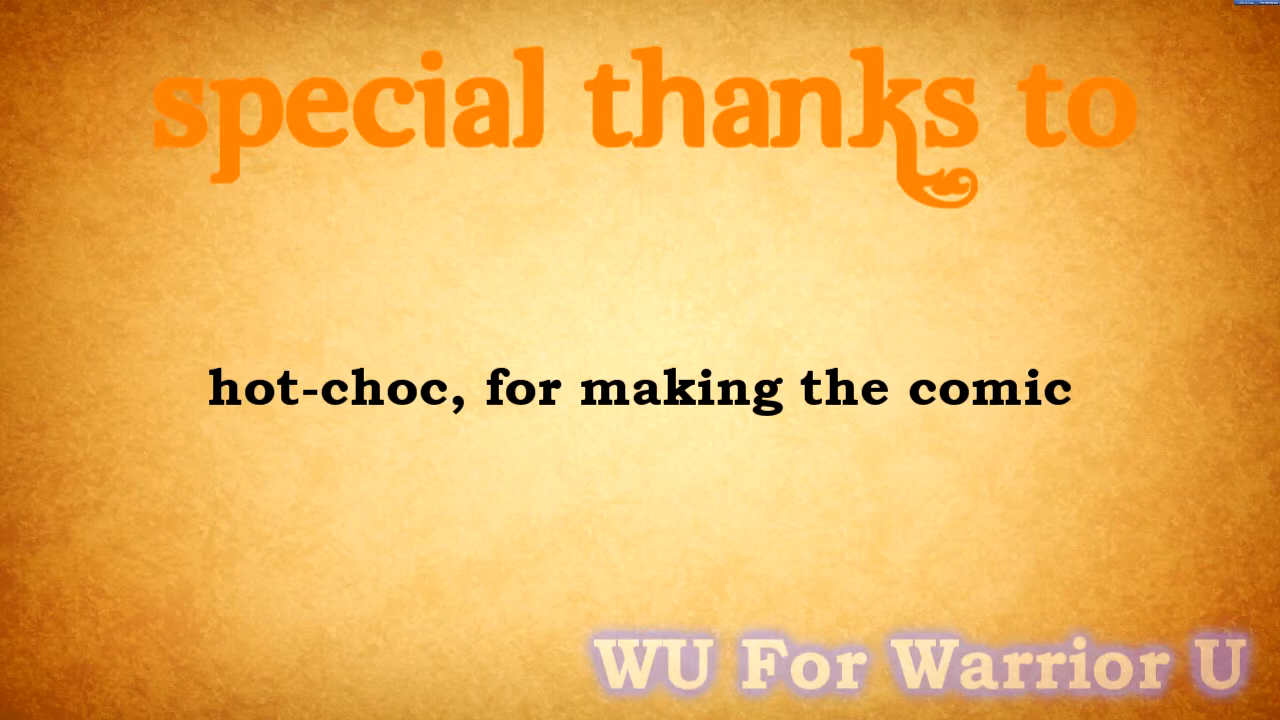 special thanks to
hot-choc, for making the comic
WU For Warrior U